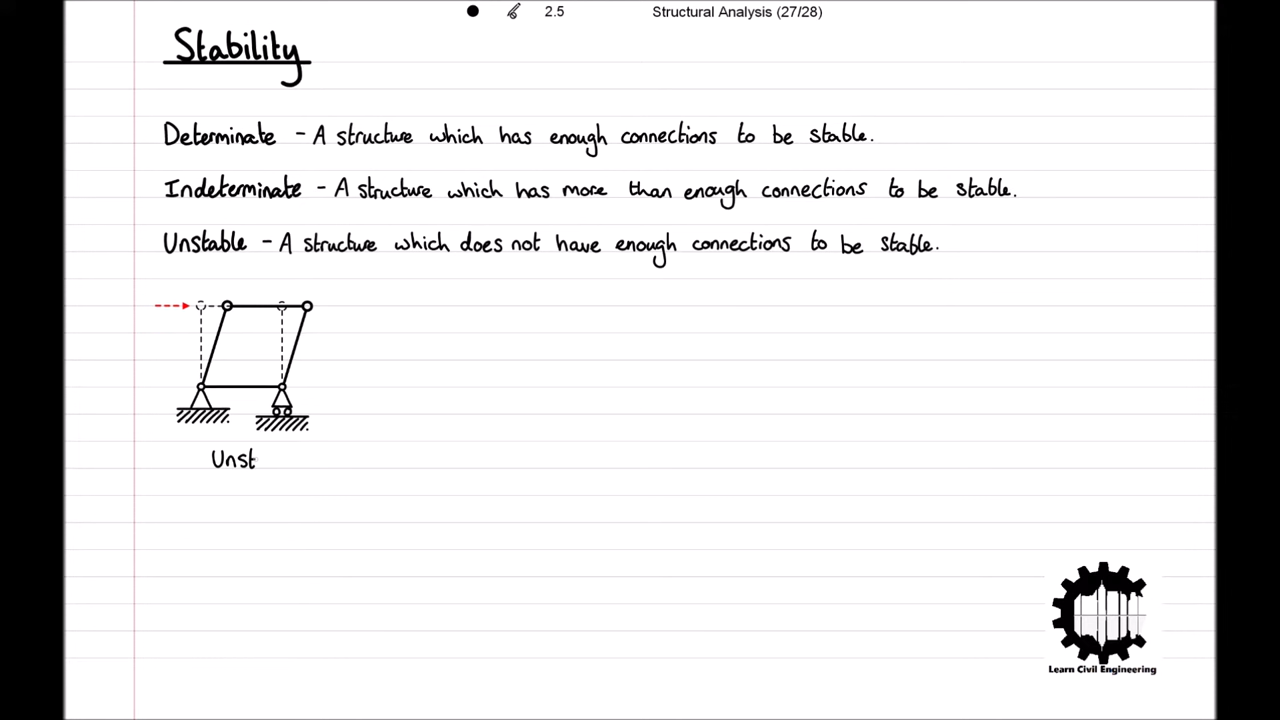 2.5 Structural Analysis (27/28)
Stability
Determinate - A structure which has enough connections to be stable.
Indeterminate - A structure which has more than enough connections to be stable.
Unstable - A structure which does not have enough connections to be stable.
Unst
Learn Civil Engineering